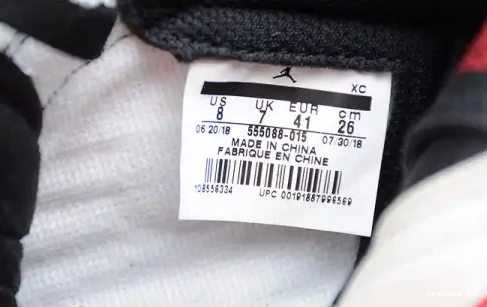 XC
US UK EUR cm
8 7 41 26
06/20/18 555088-015 07/30/18
MADE IN CHINA
FABRIQUE EN CHINE
108556334
UPC 00191887996569